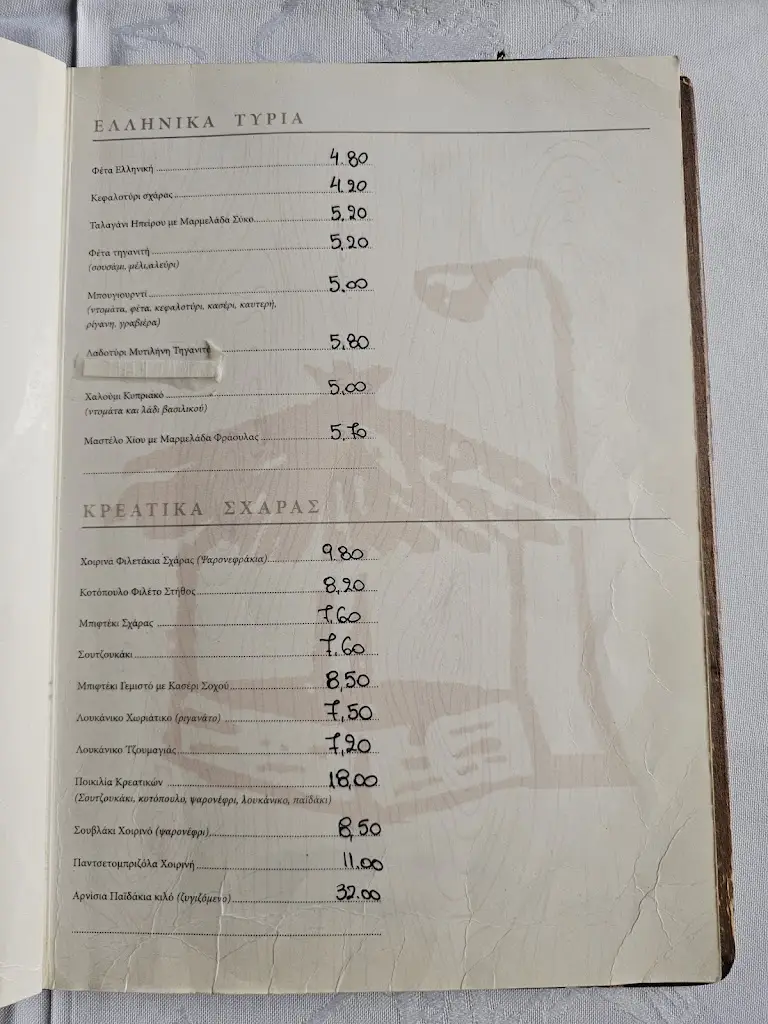 ΕΛΛΗΝΙΚΑ ΤΥΡΙΑ
Φέτα Ελληνική 4.80
Κεφαλοτύρι σχάρας 4.20
Ταλαγάνι Ηπείρου με Μαρμελάδα Σύκο 5,20
Φέτα τηγανιτή 5,20
(σουσάμι, μέλι,αλεύρι)
Μπουγιουρντί 5.00
(ντομάτα, φέτα, κεφαλοτύρι, κασέρι, καυτερή,
ρίγανη, γραβιέρα)
Λαδοτύρι Μυτιλήνη Τηγανιτό 5.80
Χαλούμι Κυπριακό 5,00
(ντομάτα και λάδι βασιλικού)
Μαστέλο Χίου με Μαρμελάδα Φράουλας 5.70
ΚΡΕΑΤΙΚΑ ΣΧΑΡΑΣ
Χοιρινά Φιλετάκια Σχάρας (Ψαρονεφράκια) 9.80
Κοτόπουλο Φιλέτο Στήθος 8,20
Μπιφτέκι Σχάρας 7.60
Σουτζουκάκι 7.60
Μπιφτέκι Γεμιστό με Κασέρι Σοχού 8,50
Λουκάνικο Χωριάτικο (ριγανάτο) 7,50
Λουκάνικο Τζουμαγιάς 7,20
Ποικιλία Κρεατικών 18,00
(Σουτζουκάκι, κοτόπουλο, ψαρονέφρι, λουκάνικο, παϊδάκι)
Σουβλάκι Χοιρινό (ψαρονέφρι) 8,50
Παντσετομπριζόλα Χοιρινή 11.00
Αρνίσια Παϊδάκια κιλό (ζυγιζόμενο) 32.00